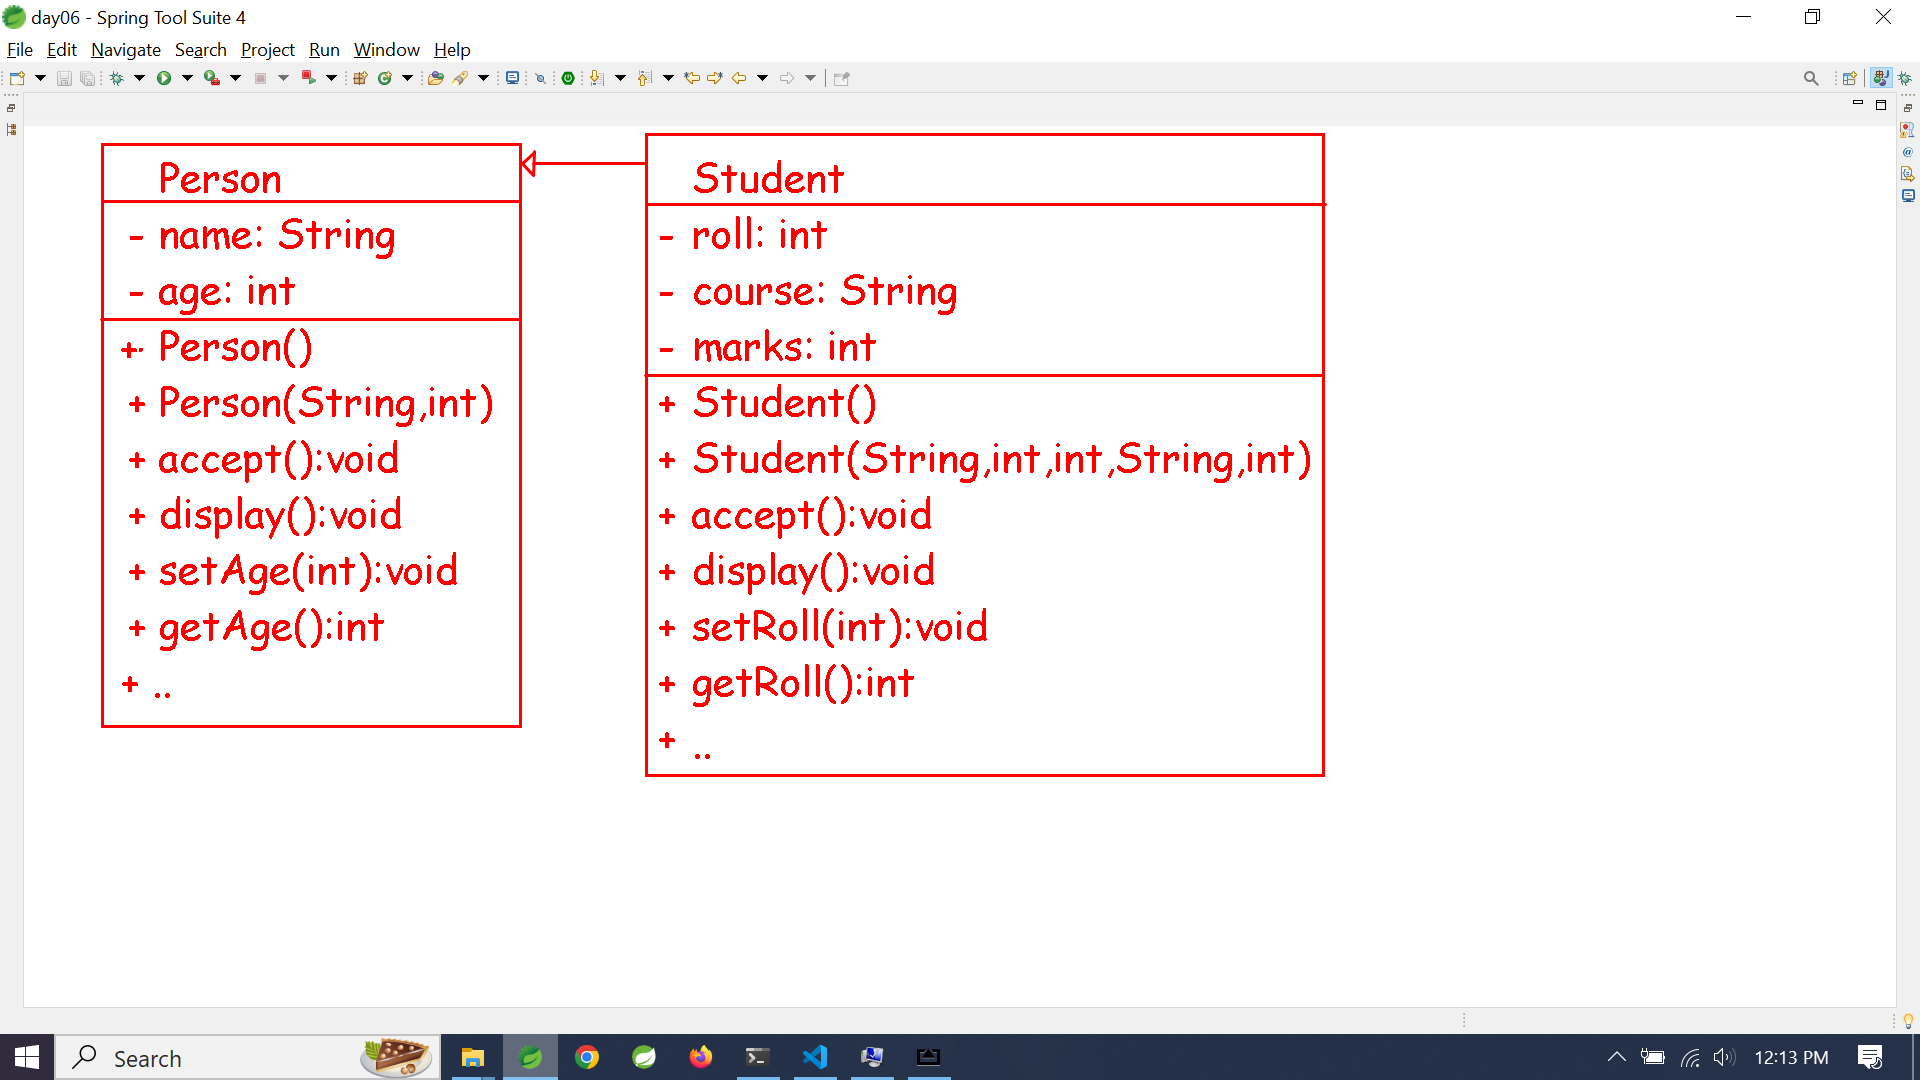 day06 - Spring Tool Suite 4
File Edit Navigate Search Project Run Window Help
Person
- name: String
- age: int
+ Person()
+ Person(String,int)
+ accept():void
+ display():void
+ setAge(int):void
+ getAge():int
+ ..
Student
- roll: int
- course: String
- marks: int
+ Student()
+ Student(String,int,int,String,int)
+ accept():void
+ display():void
+ setRoll(int):void
+ getRoll():int
+ ..
Search
12:13 PM